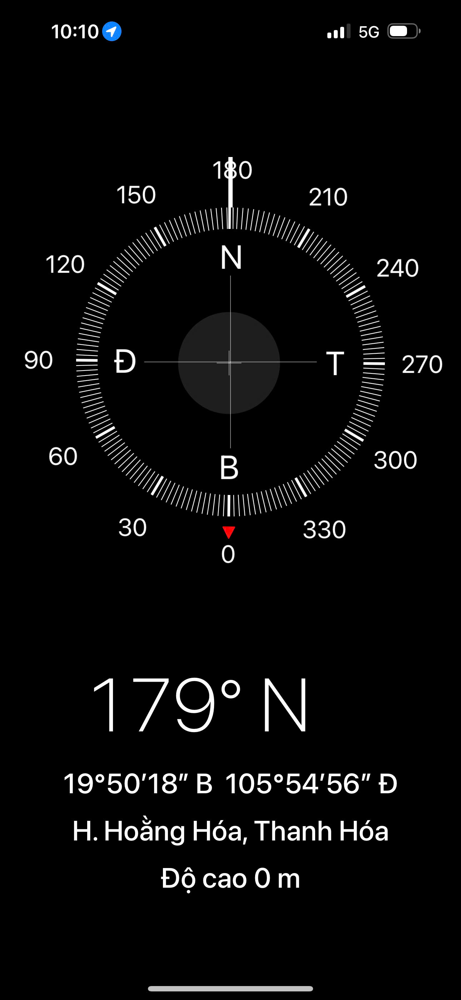 10:10 5G
180
150 210
120 240
N
90 Đ T 270
60 300
B
30 330
0
179° N
19°50′18″ B 105°54′56″ Đ
H. Hoằng Hóa, Thanh Hóa
Độ cao 0 m